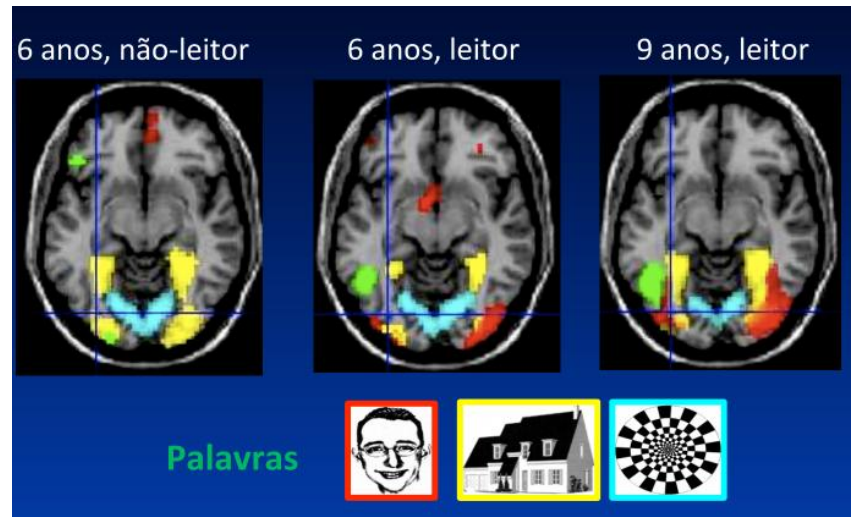 6 anos, não-leitor
6 anos, leitor
9 anos, leitor
Palavras